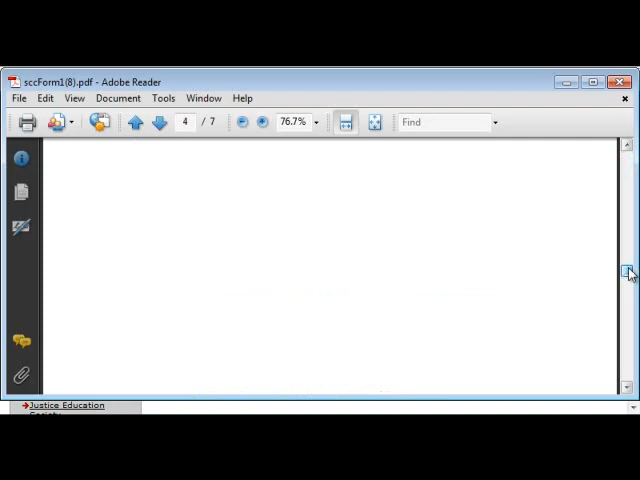 sccForm1(8).pdf - Adobe Reader
File Edit View Document Tools Window Help
4 / 7 76.7% Find
Justice Education
Society